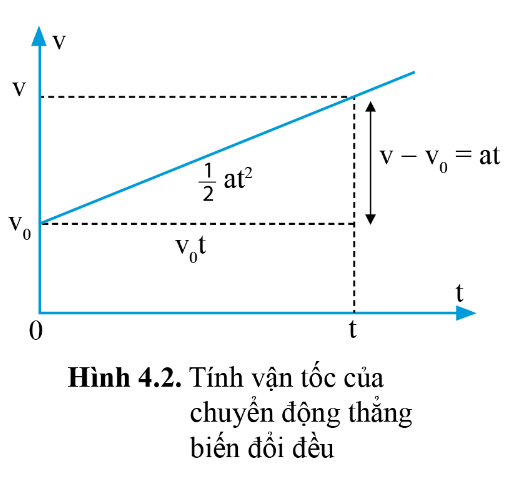 v
v
v – v₀ = at
½ at²
v₀
v₀t
t
0
t
Hình 4.2. Tính vận tốc của
chuyển động thẳng
biến đổi đều